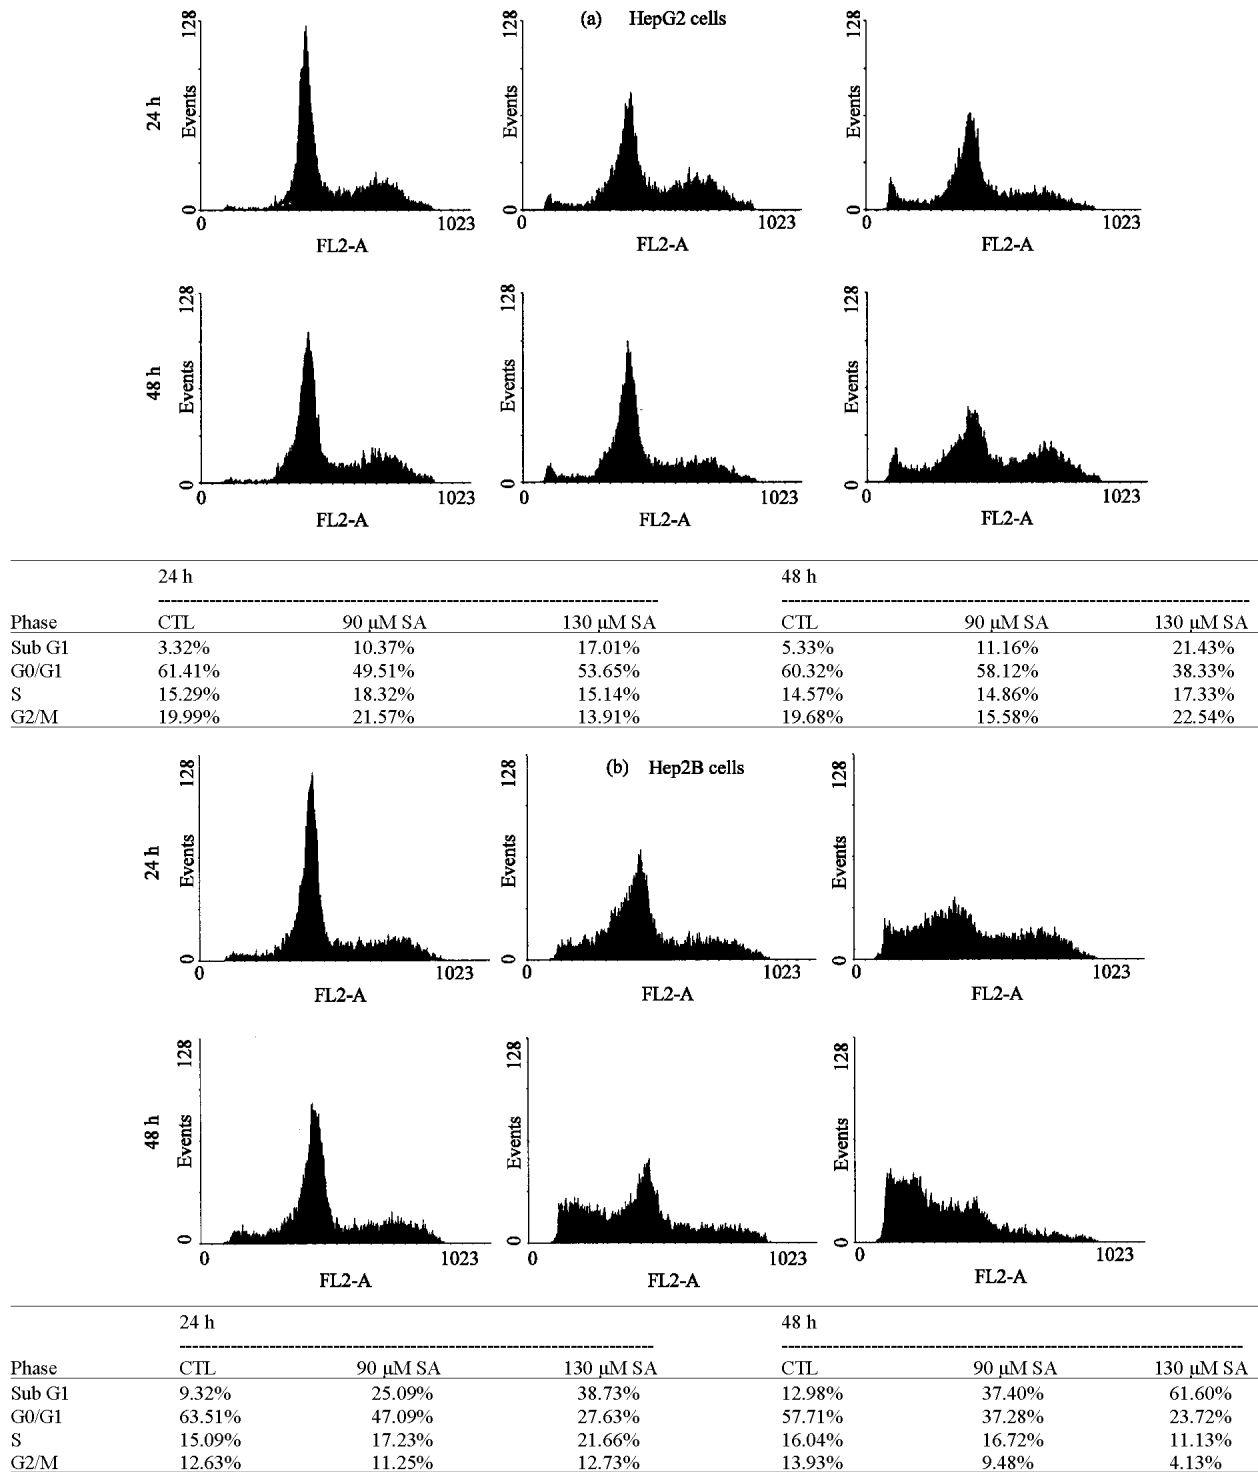 (a) HepG2 cells
128 128 128
24 h Events Events Events
0 0 0
0 1023 0 1023 0 1023
FL2-A FL2-A FL2-A
128 128 128
48 h Events Events Events
0 0 0
0 1023 0 1023 0 1023
FL2-A FL2-A FL2-A
24 h 48 h
Phase CTL 90 µM SA 130 µM SA CTL 90 µM SA 130 µM SA
Sub G1 3.32% 10.37% 17.01% 5.33% 11.16% 21.43%
G0/G1 61.41% 49.51% 53.65% 60.32% 58.12% 38.33%
S 15.29% 18.32% 15.14% 14.57% 14.86% 17.33%
G2/M 19.99% 21.57% 13.91% 19.68% 15.58% 22.54%
(b) Hep2B cells
128 128 128
24 h Events Events Events
0 0 0
0 1023 0 1023 0 1023
FL2-A FL2-A FL2-A
128 128 128
48 h Events Events Events
0 0 0
0 1023 0 1023 0 1023
FL2-A FL2-A FL2-A
24 h 48 h
Phase CTL 90 µM SA 130 µM SA CTL 90 µM SA 130 µM SA
Sub G1 9.32% 25.09% 38.73% 12.98% 37.40% 61.60%
G0/G1 63.51% 47.09% 27.63% 57.71% 37.28% 23.72%
S 15.09% 17.23% 21.66% 16.04% 16.72% 11.13%
G2/M 12.63% 11.25% 12.73% 13.93% 9.48% 4.13%